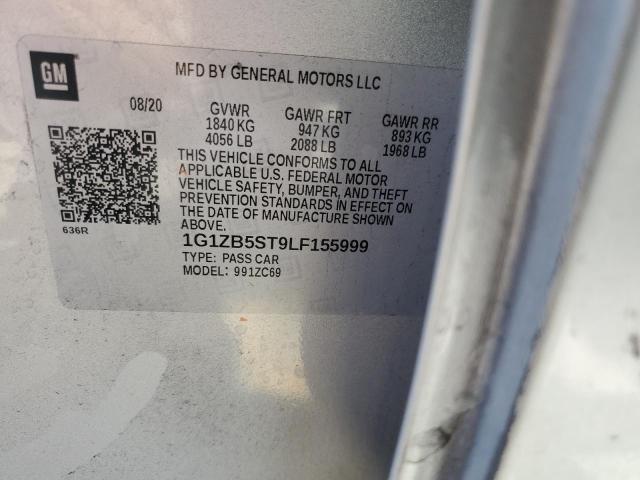 GM
MFD BY GENERAL MOTORS LLC
08/20 GVWR GAWR FRT GAWR RR
1840 KG 947 KG 893 KG
4056 LB 2088 LB 1968 LB
THIS VEHICLE CONFORMS TO ALL
APPLICABLE U.S. FEDERAL MOTOR
VEHICLE SAFETY, BUMPER, AND THEFT
PREVENTION STANDARDS IN EFFECT ON
THE DATE OF MANUFACTURE SHOWN
ABOVE.
636R
1G1ZB5ST9LF155999
TYPE: PASS CAR
MODEL: 991ZC69